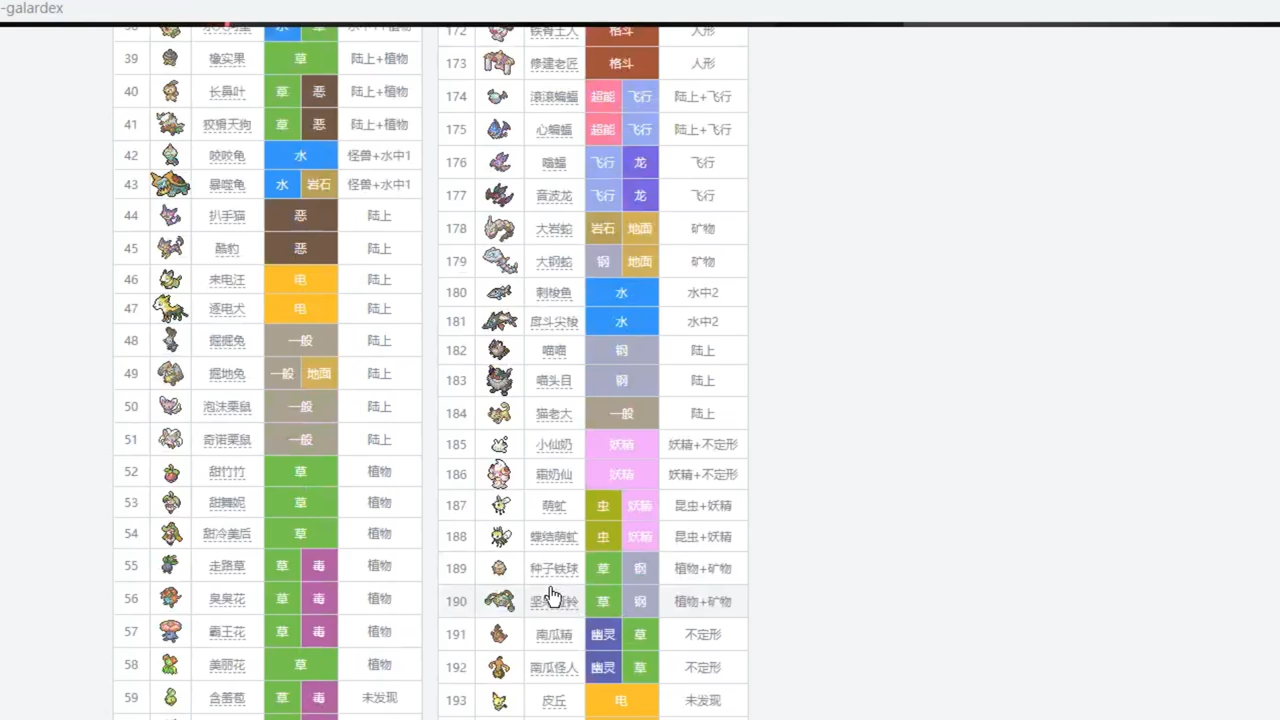 -galardex
39 橡实果 草 陆上+植物
40 长鼻叶 草 恶 陆上+植物
41 狡猾天狗 草 恶 陆上+植物
42 咬咬龟 水 怪兽+水中1
43 暴噬龟 水 岩石 怪兽+水中1
44 扒手猫 恶 陆上
45 酷豹 恶 陆上
46 来电汪 电 陆上
47 逐电犬 电 陆上
48 掘掘兔 一般 陆上
49 掘地兔 一般 地面 陆上
50 泡沫栗鼠 一般 陆上
51 奇诺栗鼠 一般 陆上
52 甜竹竹 草 植物
53 甜舞妮 草 植物
54 甜冷美后 草 植物
55 走路草 草 毒 植物
56 臭臭花 草 毒 植物
57 霸王花 草 毒 植物
58 美丽花 草 植物
59 含羞苞 草 毒 未发现
172 铁骨土人 格斗 人形
173 修建老匠 格斗 人形
174 滚滚蝙蝠 超能 飞行 陆上+飞行
175 心蝙蝠 超能 飞行 陆上+飞行
176 嗡蝠 飞行 龙 飞行
177 音波龙 飞行 龙 飞行
178 大岩蛇 岩石 地面 矿物
179 大钢蛇 钢 地面 矿物
180 刺梭鱼 水 水中2
181 戽斗尖梭 水 水中2
182 喵喵 钢 陆上
183 喵头目 钢 陆上
184 猫老大 一般 陆上
185 小仙奶 妖精 妖精+不定形
186 霜奶仙 妖精 妖精+不定形
187 萌虻 虫 妖精 昆虫+妖精
188 蝶结萌虻 虫 妖精 昆虫+妖精
189 种子铁球 草 钢 植物+矿物
190 草 钢 植物+矿物
191 南瓜精 幽灵 草 不定形
192 南瓜怪人 幽灵 草 不定形
193 皮丘 电 未发现